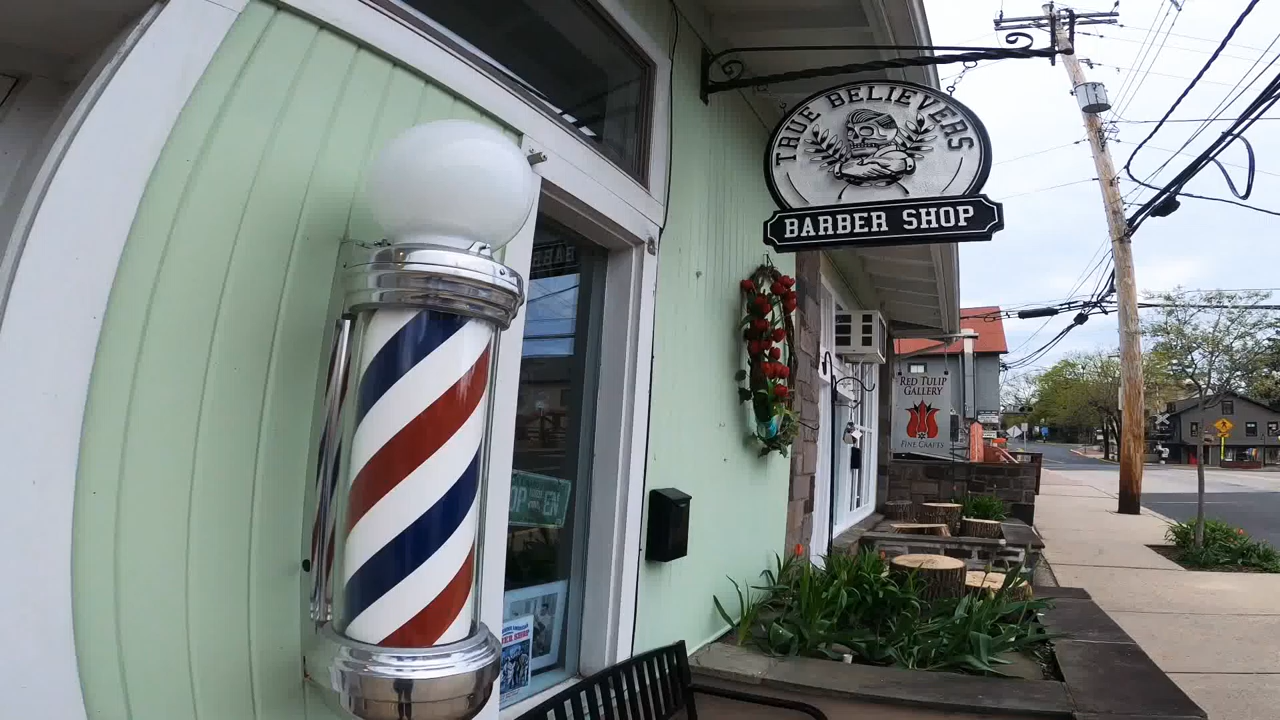 TRUE BELIEVERS
BARBER SHOP
RED TULIP
GALLERY
FINE CRAFTS